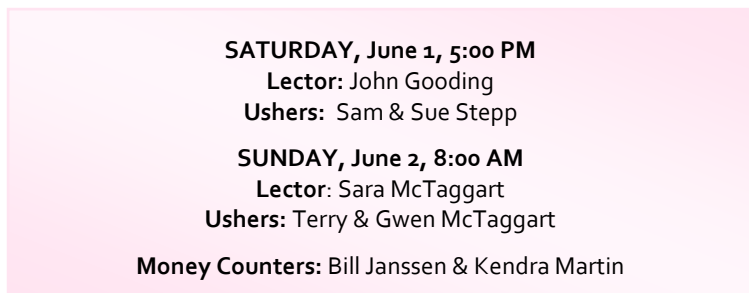 SATURDAY, June 1, 5:00 PM
Lector: John Gooding
Ushers:  Sam & Sue Stepp
SUNDAY, June 2, 8:00 AM
Lector: Sara McTaggart
Ushers: Terry & Gwen McTaggart
Money Counters: Bill Janssen & Kendra Martin